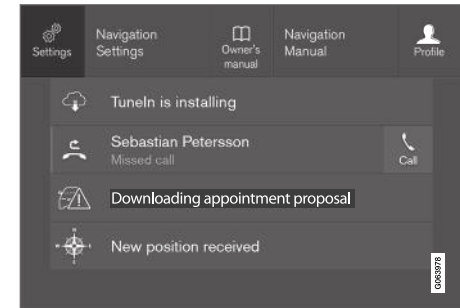 Settings
Navigation
Settings
Owner's
manual
Navigation
Manual
Profile
TuneIn is installing
Sebastian Petersson
Missed call
Call
Downloading appointment proposal
New position received
G063978